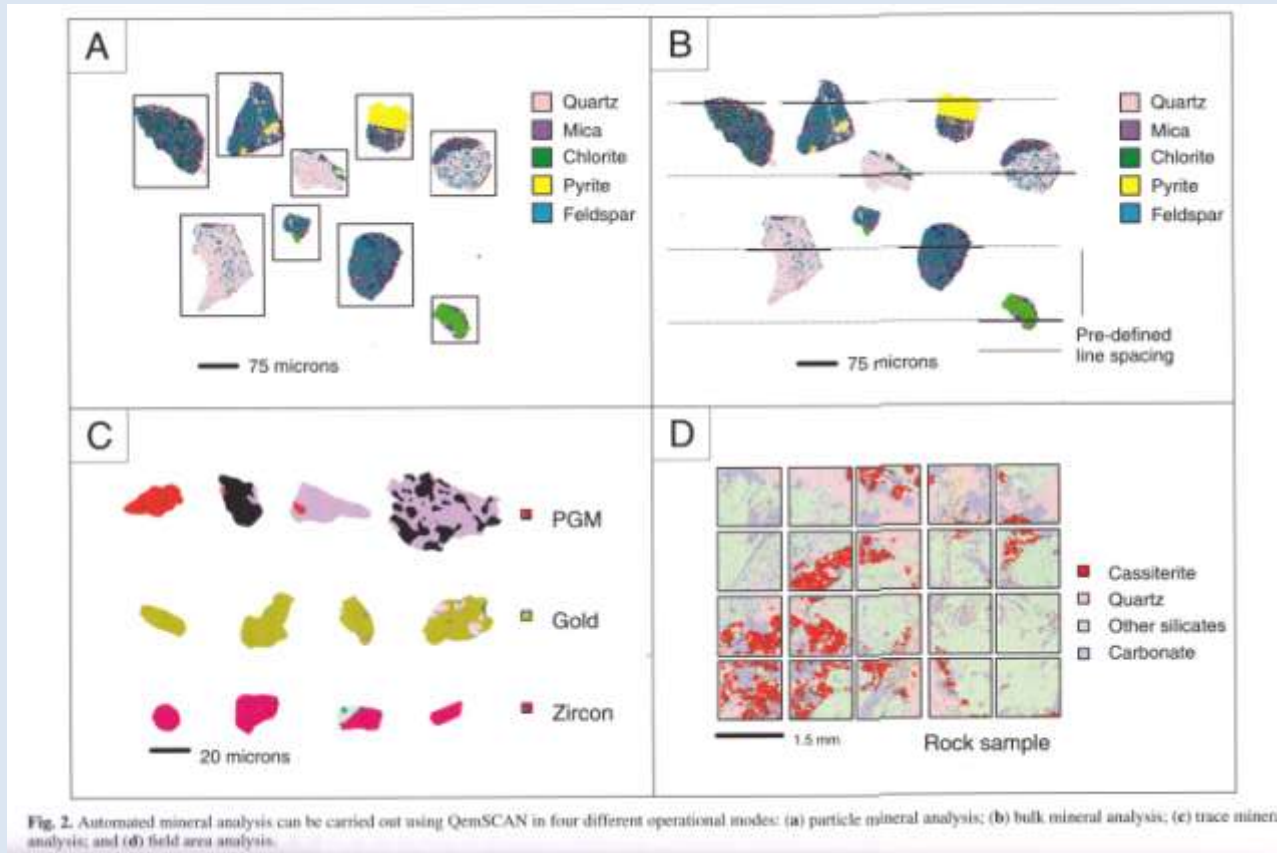 A
Quartz
Mica
Chlorite
Pyrite
Feldspar
75 microns
B
Quartz
Mica
Chlorite
Pyrite
Feldspar
Pre-defined
line spacing
75 microns
C
PGM
Gold
Zircon
20 microns
D
Cassiterite
Quartz
Other silicates
Carbonate
1.5 mm
Rock sample
Fig. 2. Automated mineral analysis can be carried out using QemSCAN in four different operational modes: (a) particle mineral analysis; (b) bulk mineral analysis; (c) trace mineral
analysis; and (d) field area analysis.